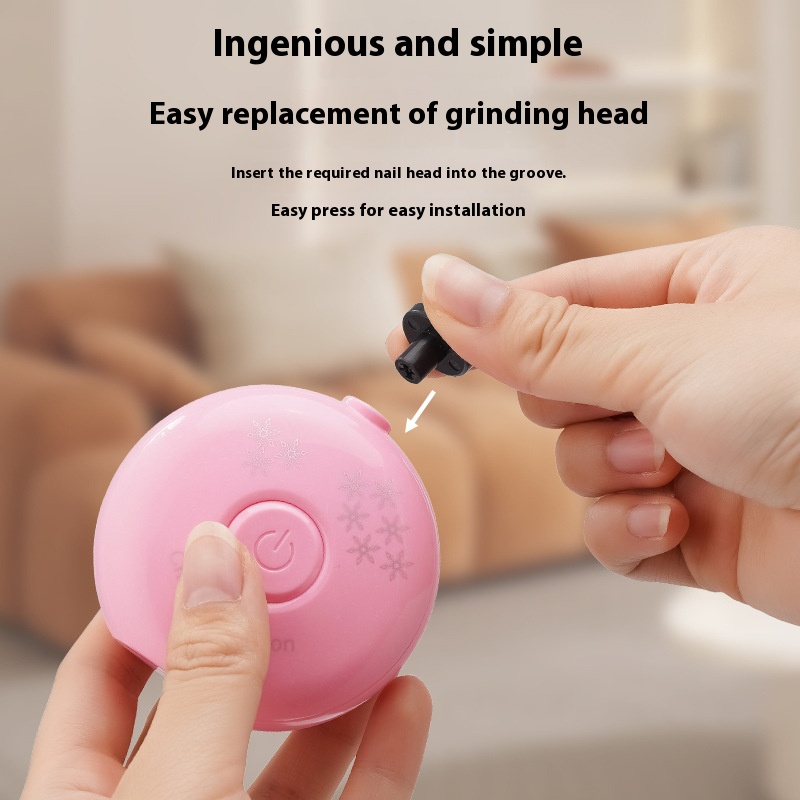 Ingenious and simple
Easy replacement of grinding head
Insert the required nail head into the groove.
Easy press for easy installation
on